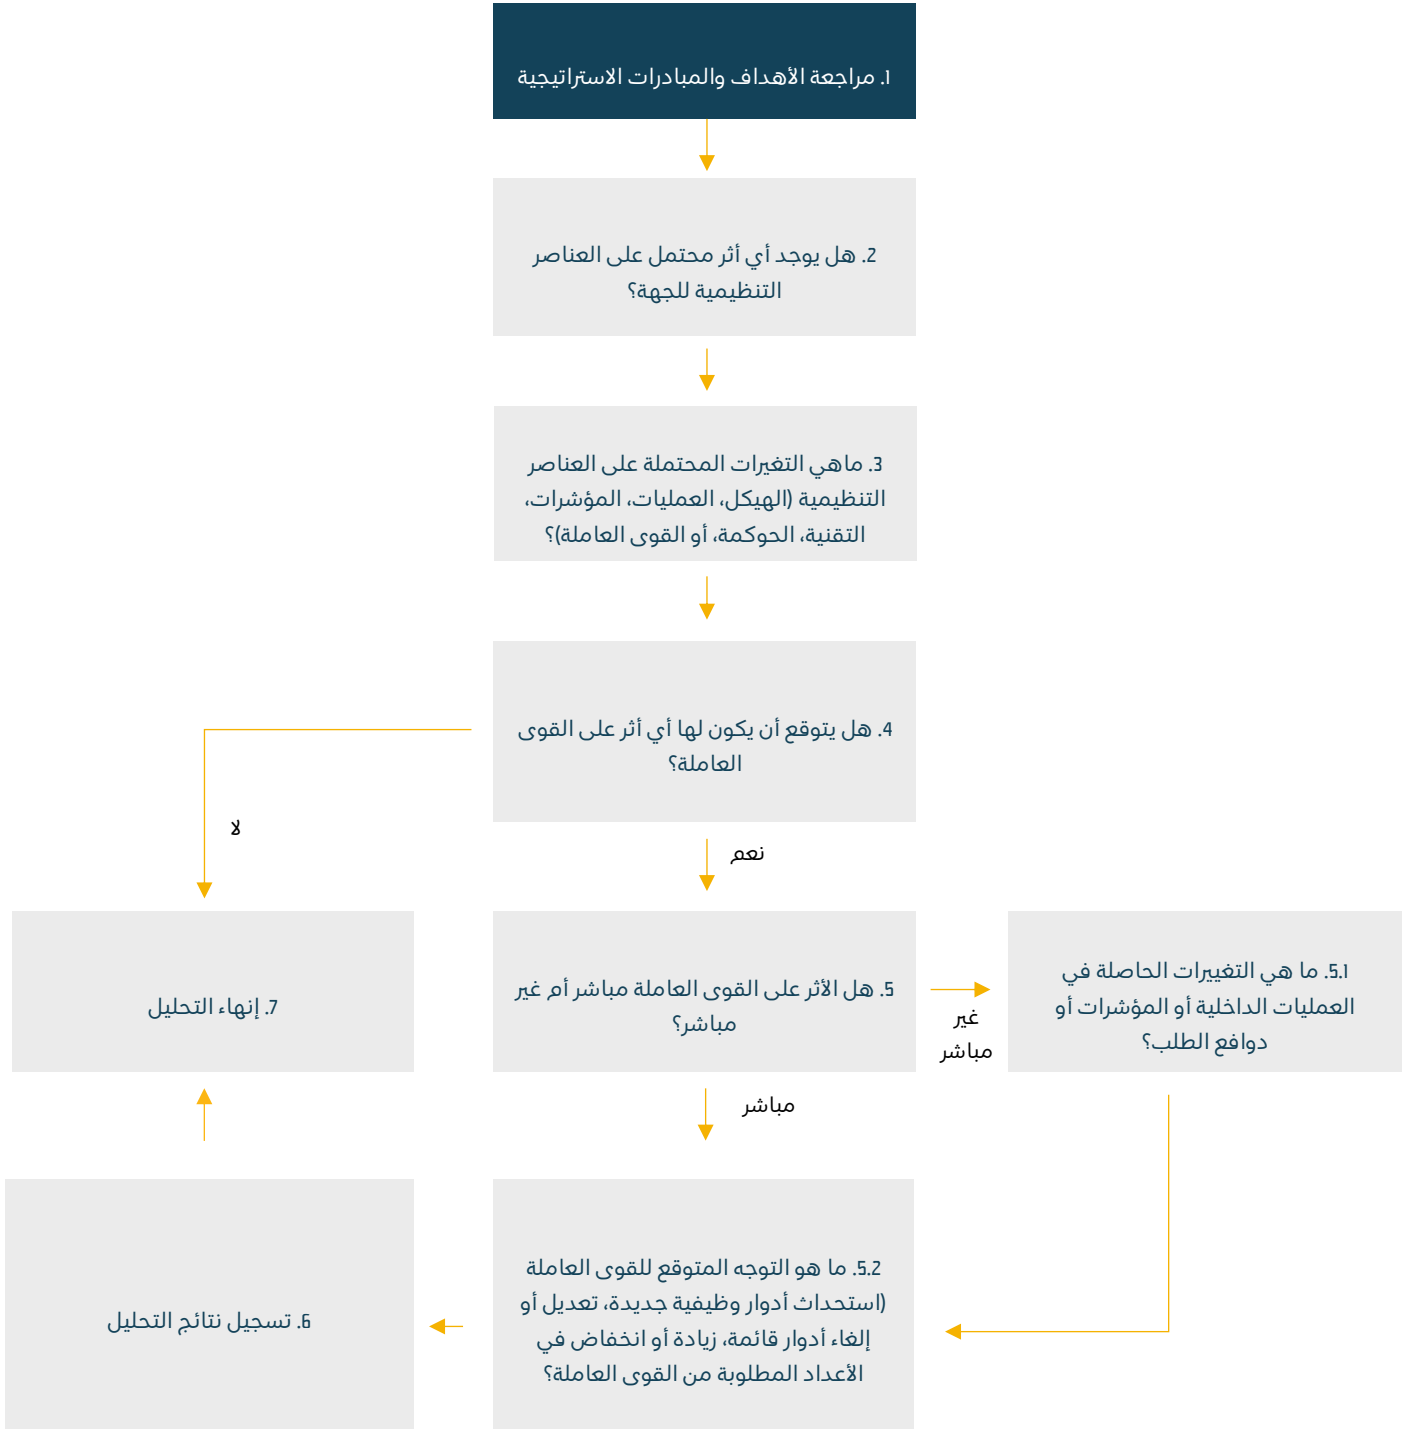 1. مراجعة الأهداف والمبادرات الاستراتيجية
2. هل يوجد أي أثر محتمل على العناصر
التنظيمية للجهة؟
3. ماهي التغيرات المحتملة على العناصر
التنظيمية (الهيكل، العمليات، المؤشرات،
التقنية، الحوكمة، أو القوى العاملة)؟
4. هل يتوقع أن يكون لها أي أثر على القوى
العاملة؟
لا
نعم
5. هل الأثر على القوى العاملة مباشر أم غير
مباشر؟
غير
مباشر
5.1. ما هي التغييرات الحاصلة في
العمليات الداخلية أو المؤشرات أو
دوافع الطلب؟
مباشر
5.2. ما هو التوجه المتوقع للقوى العاملة
(استحداث أدوار وظيفية جديدة، تعديل أو
إلغاء أدوار قائمة، زيادة أو انخفاض في
الأعداد المطلوبة من القوى العاملة؟
6. تسجيل نتائج التحليل
7. إنهاء التحليل